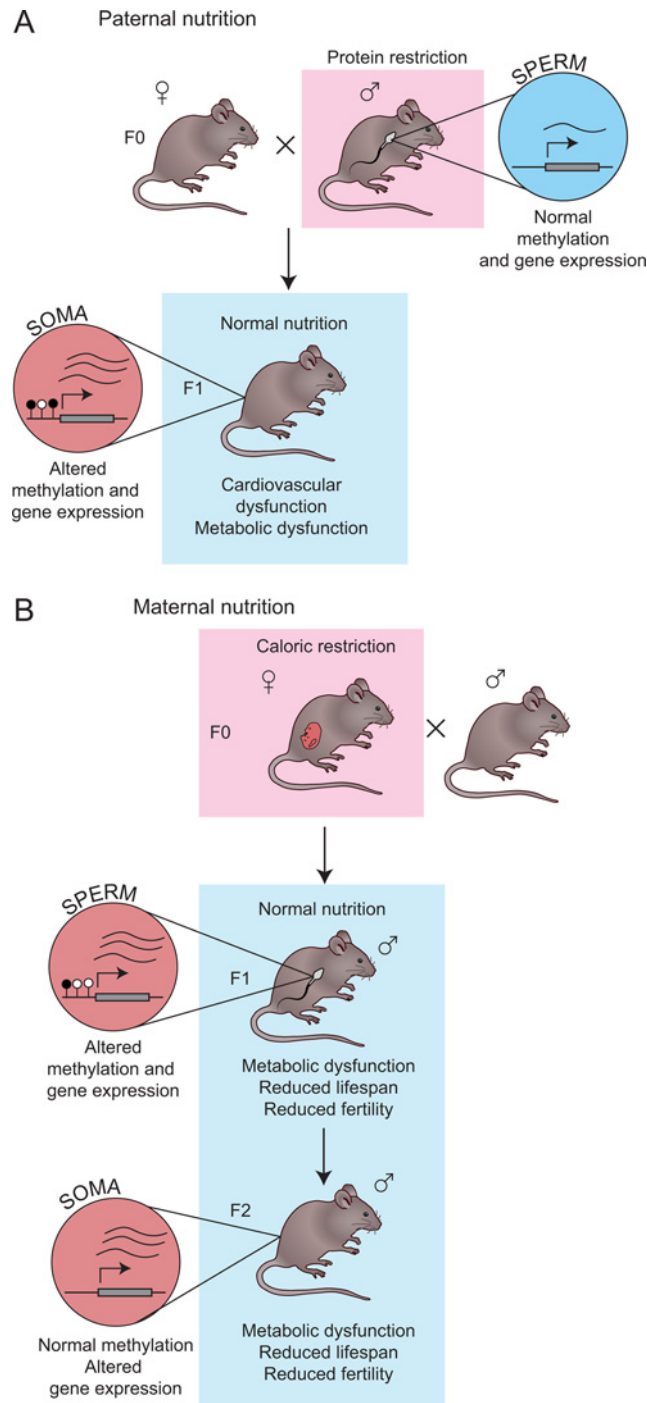 A
Paternal nutrition
Protein restriction
SPERM
♀
♂
F0
×
Normal
methylation
and gene expression
SOMA
Normal nutrition
F1
Altered
methylation and
gene expression
Cardiovascular
dysfunction
Metabolic dysfunction
B
Maternal nutrition
Caloric restriction
♀
♂
F0
×
SPERM
Normal nutrition
♂
F1
Altered
methylation and
gene expression
Metabolic dysfunction
Reduced lifespan
Reduced fertility
SOMA
F2
♂
Normal methylation
Altered
gene expression
Metabolic dysfunction
Reduced lifespan
Reduced fertility